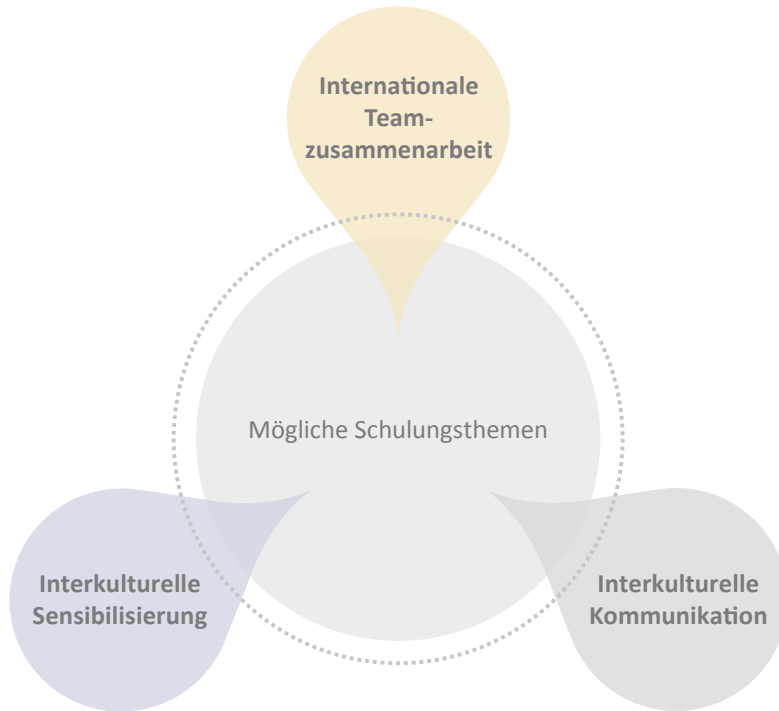 Internationale
Team-
zusammenarbeit
Mögliche Schulungsthemen
Interkulturelle
Sensibilisierung
Interkulturelle
Kommunikation